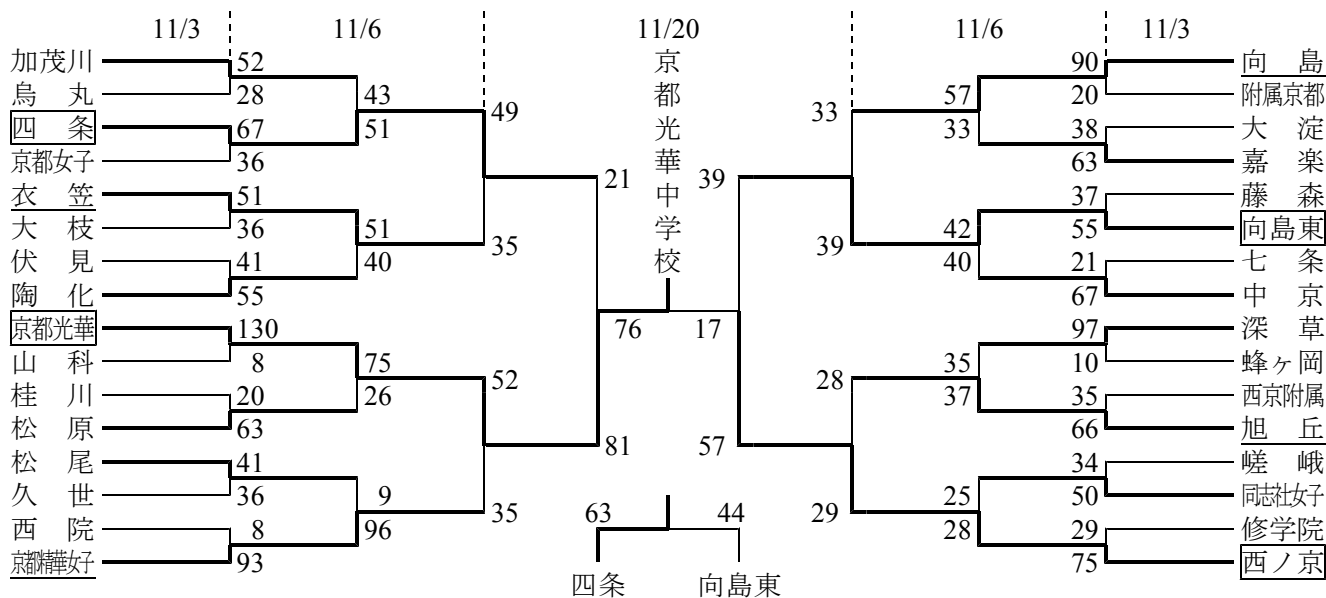 11/3 11/6 11/20 11/6 11/3
京都光華中学校
加茂川 52
烏丸 28
43
四条 67
51
京都女子 36
49
衣笠 51
大枝 36
51
伏見 41
40
陶化 55
35
21
京都光華 130
山科 8
75
桂川 20
26
松原 63
52
松尾 41
久世 36
9
西院 8
96
京都精華女子 93
35
81
76 17
向島 90
附属京都 20
57
大淀 38
33
嘉楽 63
33
藤森 37
向島東 55
42
七条 21
40
中京 67
39
39
深草 97
蜂ヶ岡 10
35
西京附属 35
37
旭丘 66
28
嵯峨 34
同志社女子 50
25
修学院 29
28
西ノ京 75
29
57
63 44
四条 向島東